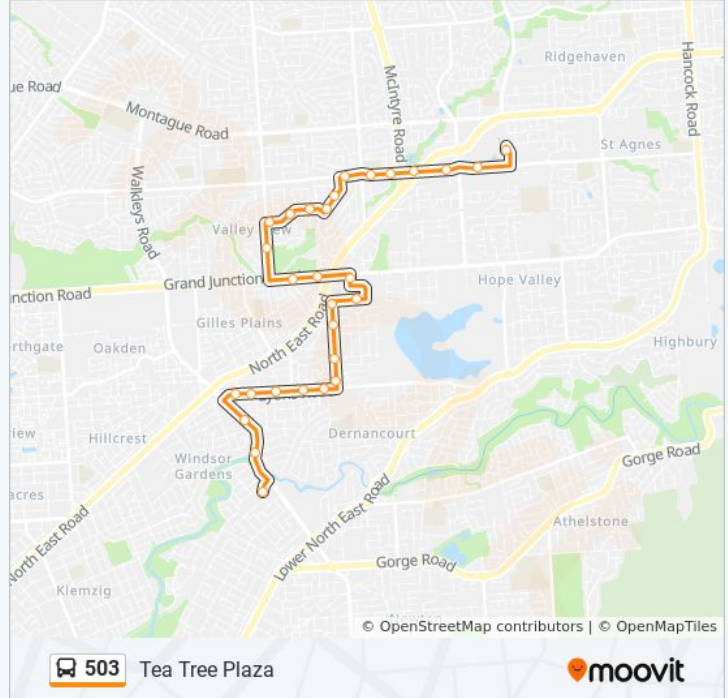 Ridgehaven
Hancock Road
ue Road
McIntyre Road
Montague Road
St Agnes
Walkleys Road
Valley View
Grand Junction
Hope Valley
nction Road
Gilles Plains
North East Road
Highbury
rthgate
Oakden
Dernancourt
iew
Hillcrest
Windsor
Gardens
Gorge Road
acres
Lower North East Road
Athelstone
North East Road
Gorge Road
Klemzig
© OpenStreetMap contributors | © OpenMapTiles
503 Tea Tree Plaza
moovit